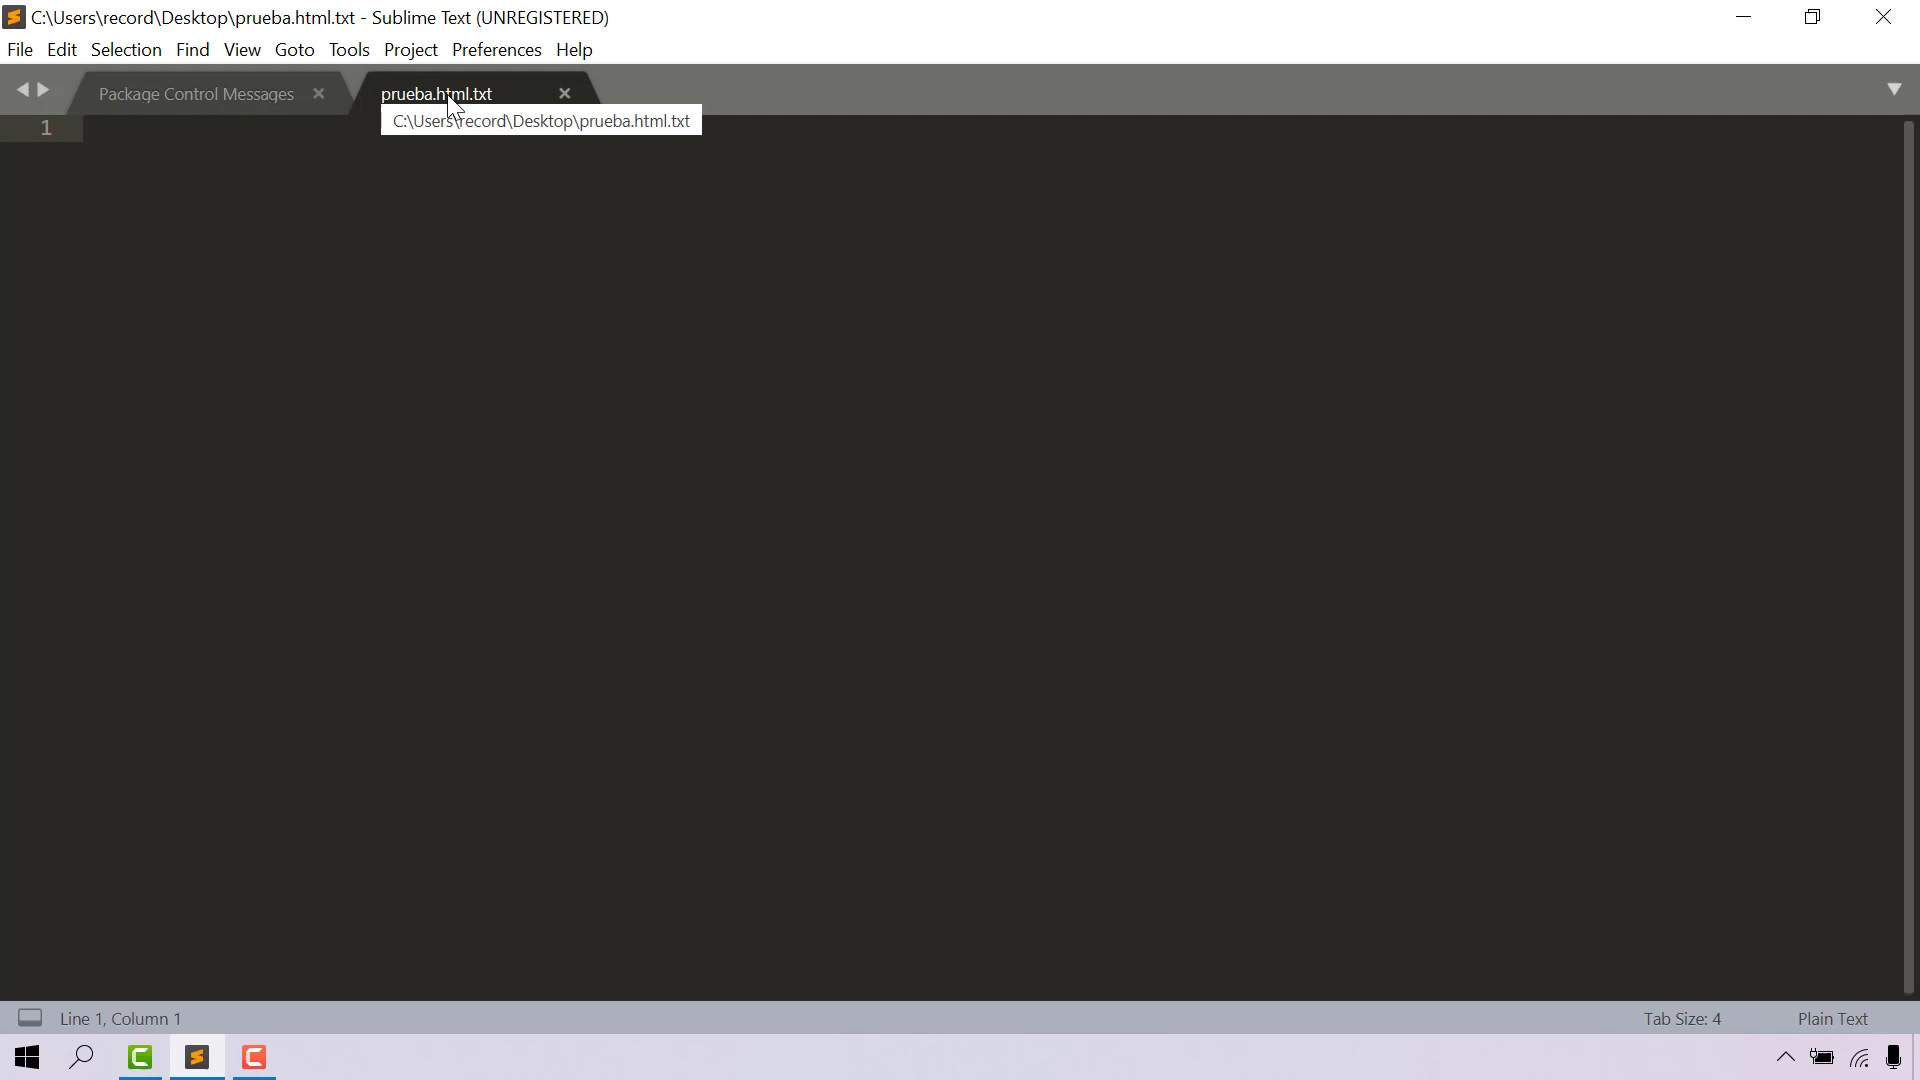 C:\Users\record\Desktop\prueba.html.txt - Sublime Text (UNREGISTERED)
File Edit Selection Find View Goto Tools Project Preferences Help
Package Control Messages prueba.html.txt
C:\Users\record\Desktop\prueba.html.txt
1
Line 1, Column 1 Tab Size: 4 Plain Text